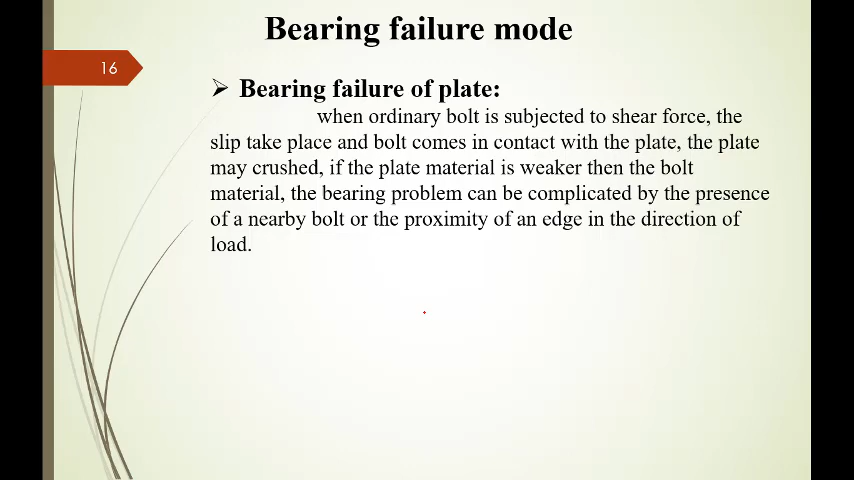 Bearing failure mode
16
➢ Bearing failure of plate:
when ordinary bolt is subjected to shear force, the
slip take place and bolt comes in contact with the plate, the plate
may crushed, if the plate material is weaker then the bolt
material, the bearing problem can be complicated by the presence
of a nearby bolt or the proximity of an edge in the direction of
load.